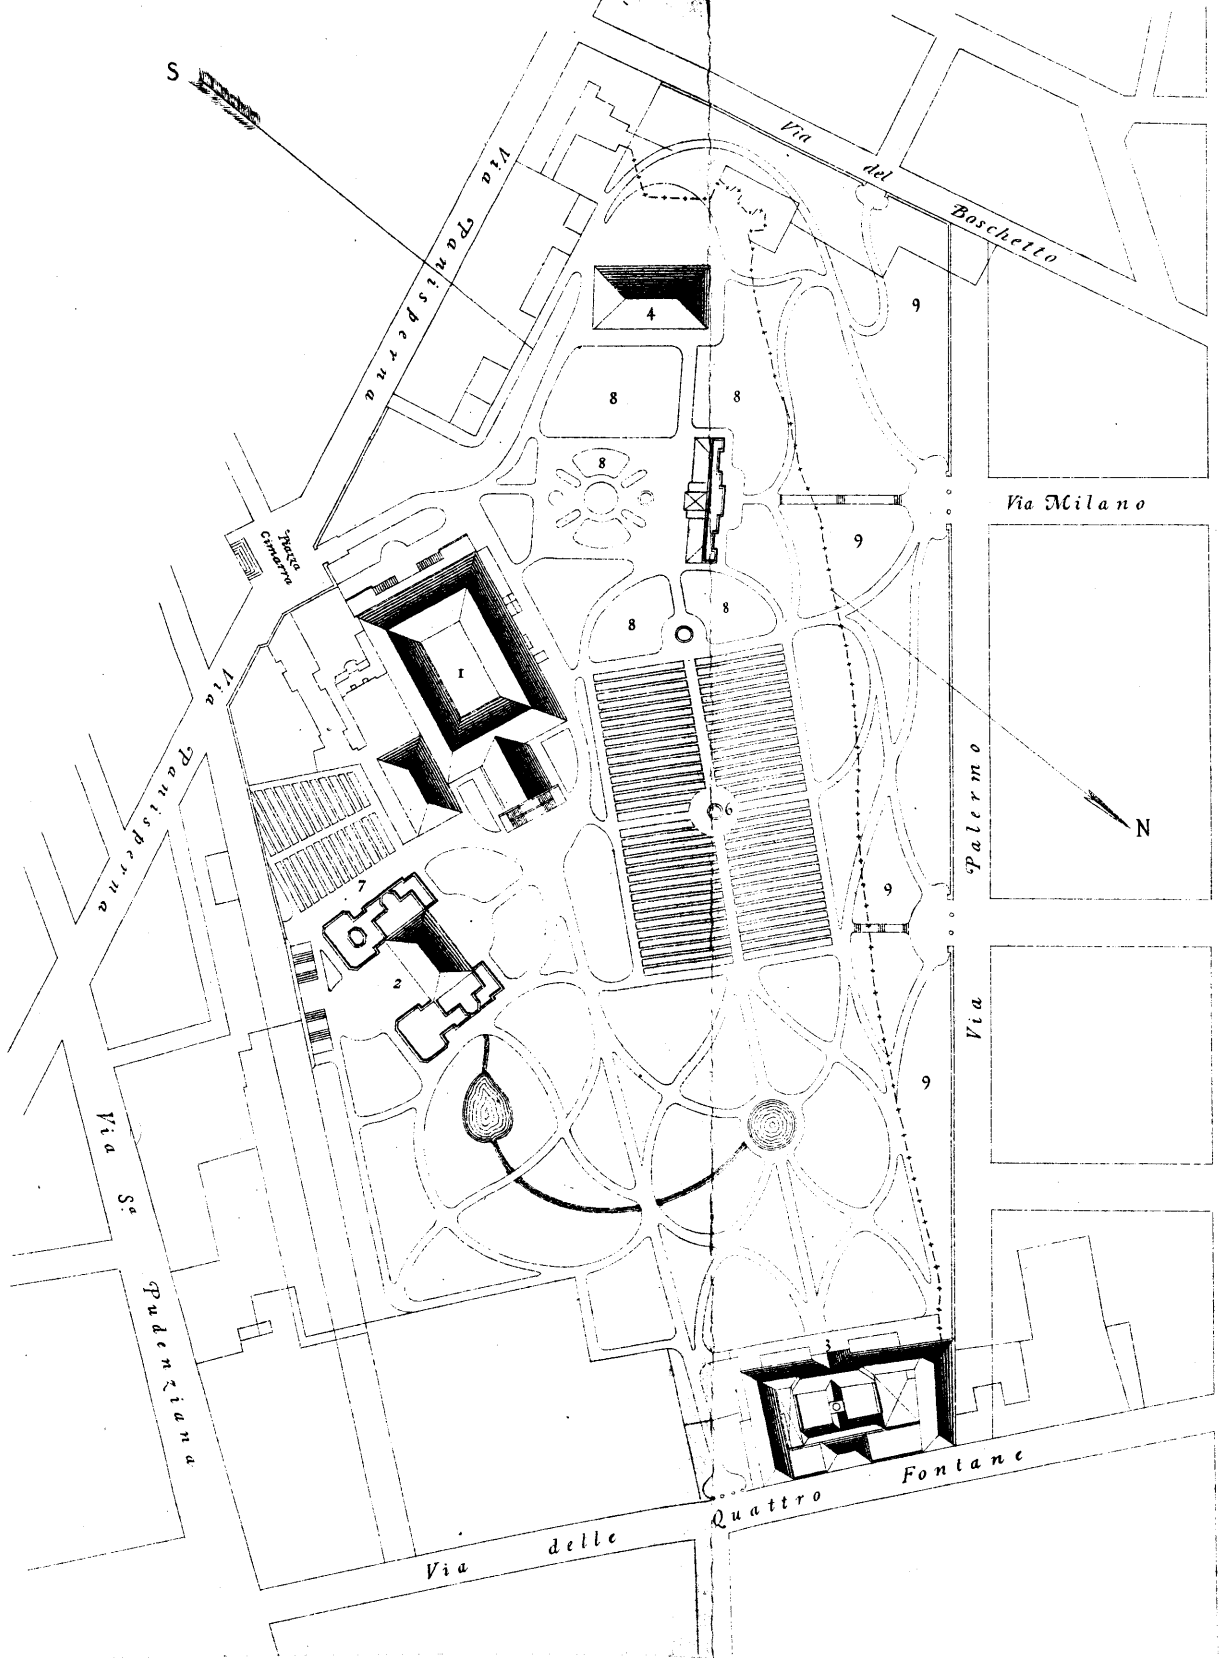 S
Via
del
Boschetto
Via Panisperna
9
4
8
8
8
Via Milano
Piazza
Cimarra
9
8
8
1
Via Panisperna
6
Palermo
N
7
9
2
Via
9
Via Sª Pudenziana
3
Via delle Quattro Fontane